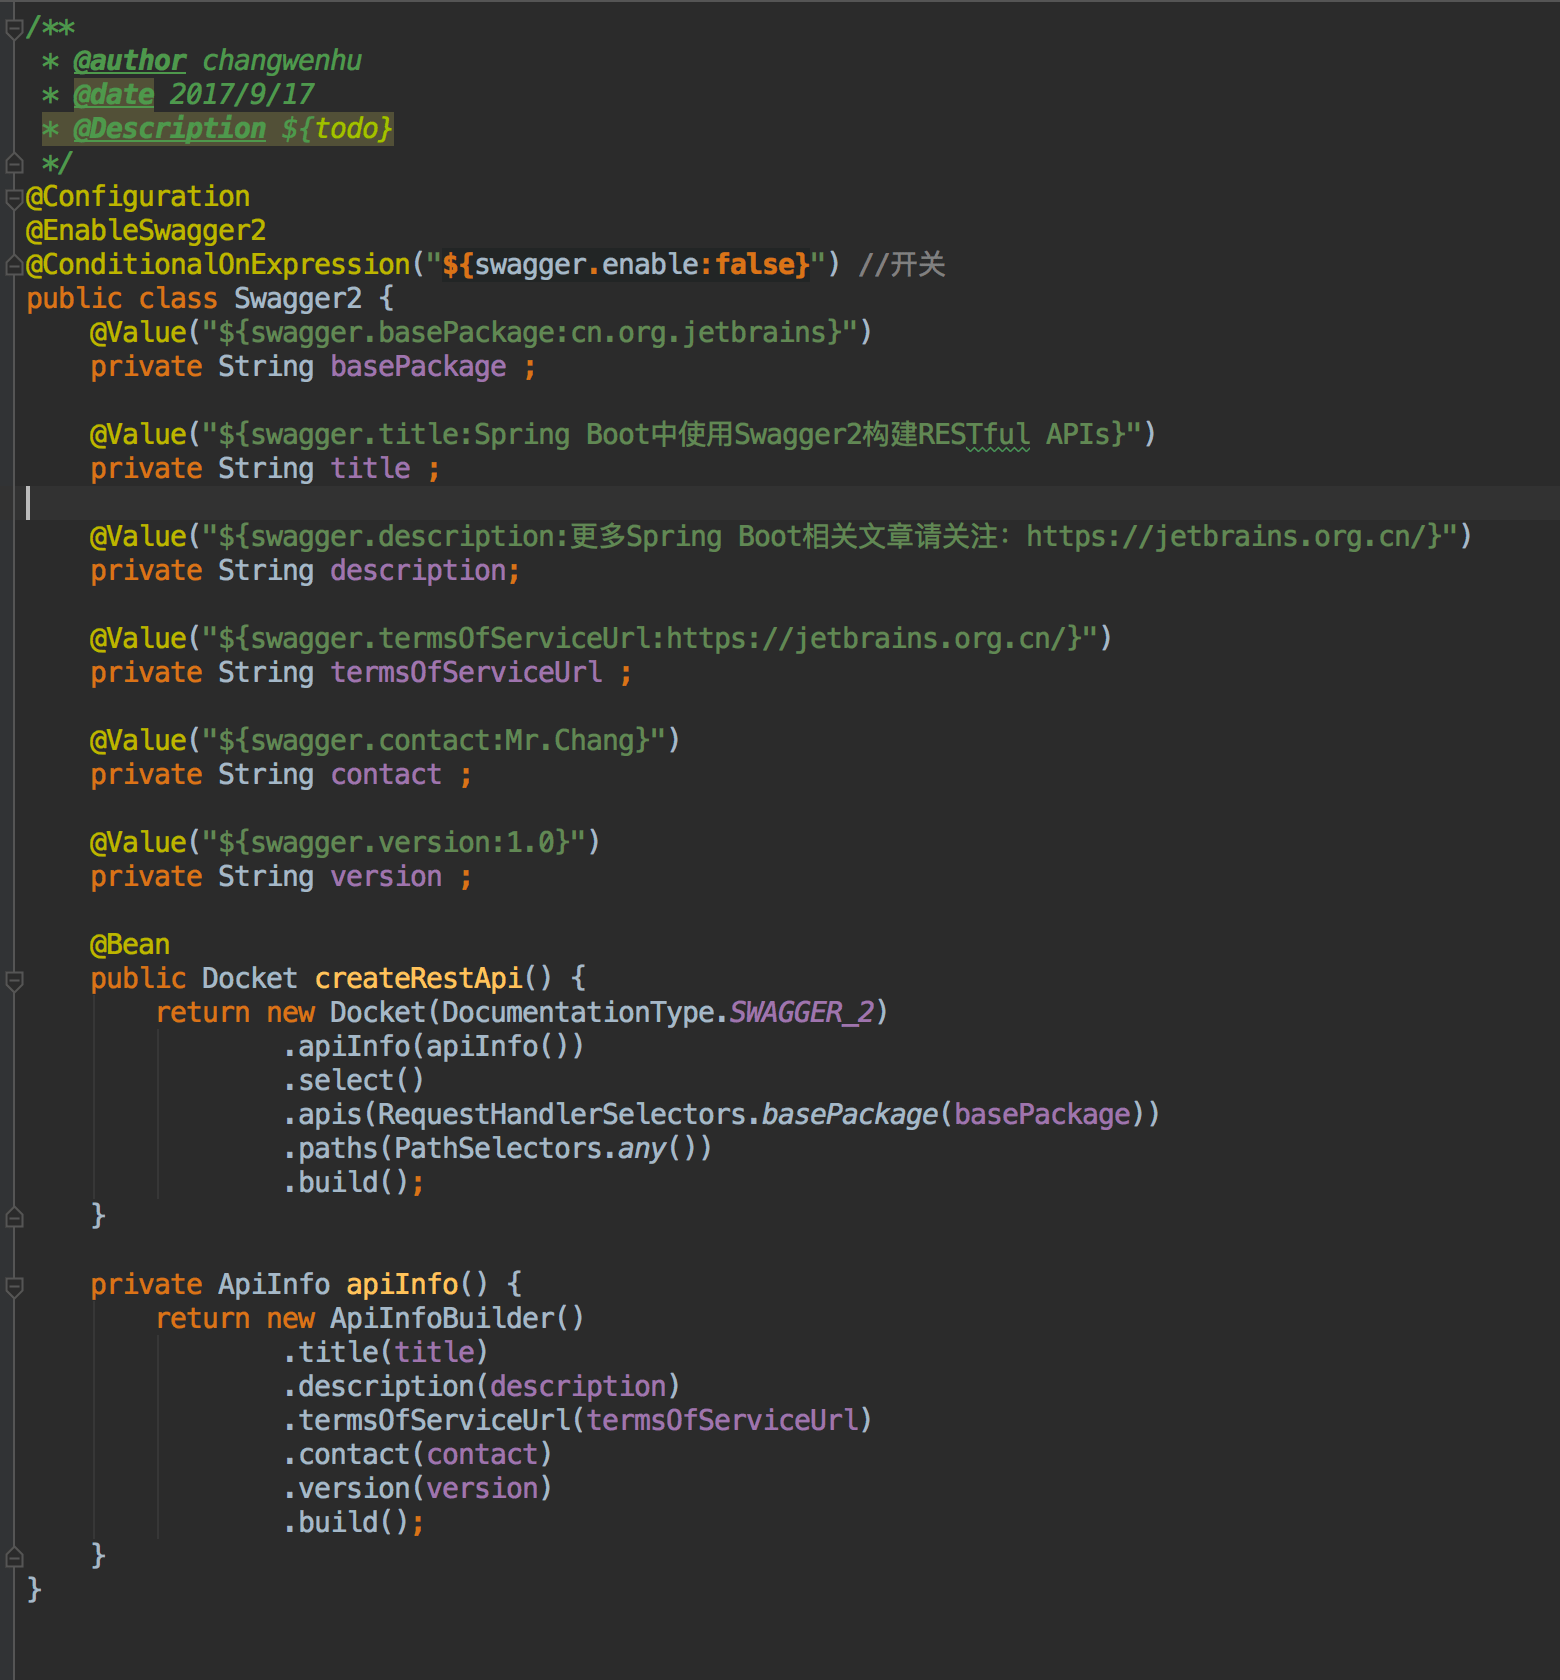 /**
 * @author changwenhu
 * @date 2017/9/17
 * @Description ${todo}
 */
@Configuration
@EnableSwagger2
@ConditionalOnExpression("${swagger.enable:false}") //开关
public class Swagger2 {
    @Value("${swagger.basePackage:cn.org.jetbrains}")
    private String basePackage ;

    @Value("${swagger.title:Spring Boot中使用Swagger2构建RESTful APIs}")
    private String title ;

    @Value("${swagger.description:更多Spring Boot相关文章请关注：https://jetbrains.org.cn/}")
    private String description;

    @Value("${swagger.termsOfServiceUrl:https://jetbrains.org.cn/}")
    private String termsOfServiceUrl ;

    @Value("${swagger.contact:Mr.Chang}")
    private String contact ;

    @Value("${swagger.version:1.0}")
    private String version ;

    @Bean
    public Docket createRestApi() {
        return new Docket(DocumentationType.SWAGGER_2)
                .apiInfo(apiInfo())
                .select()
                .apis(RequestHandlerSelectors.basePackage(basePackage))
                .paths(PathSelectors.any())
                .build();
    }

    private ApiInfo apiInfo() {
        return new ApiInfoBuilder()
                .title(title)
                .description(description)
                .termsOfServiceUrl(termsOfServiceUrl)
                .contact(contact)
                .version(version)
                .build();
    }
}